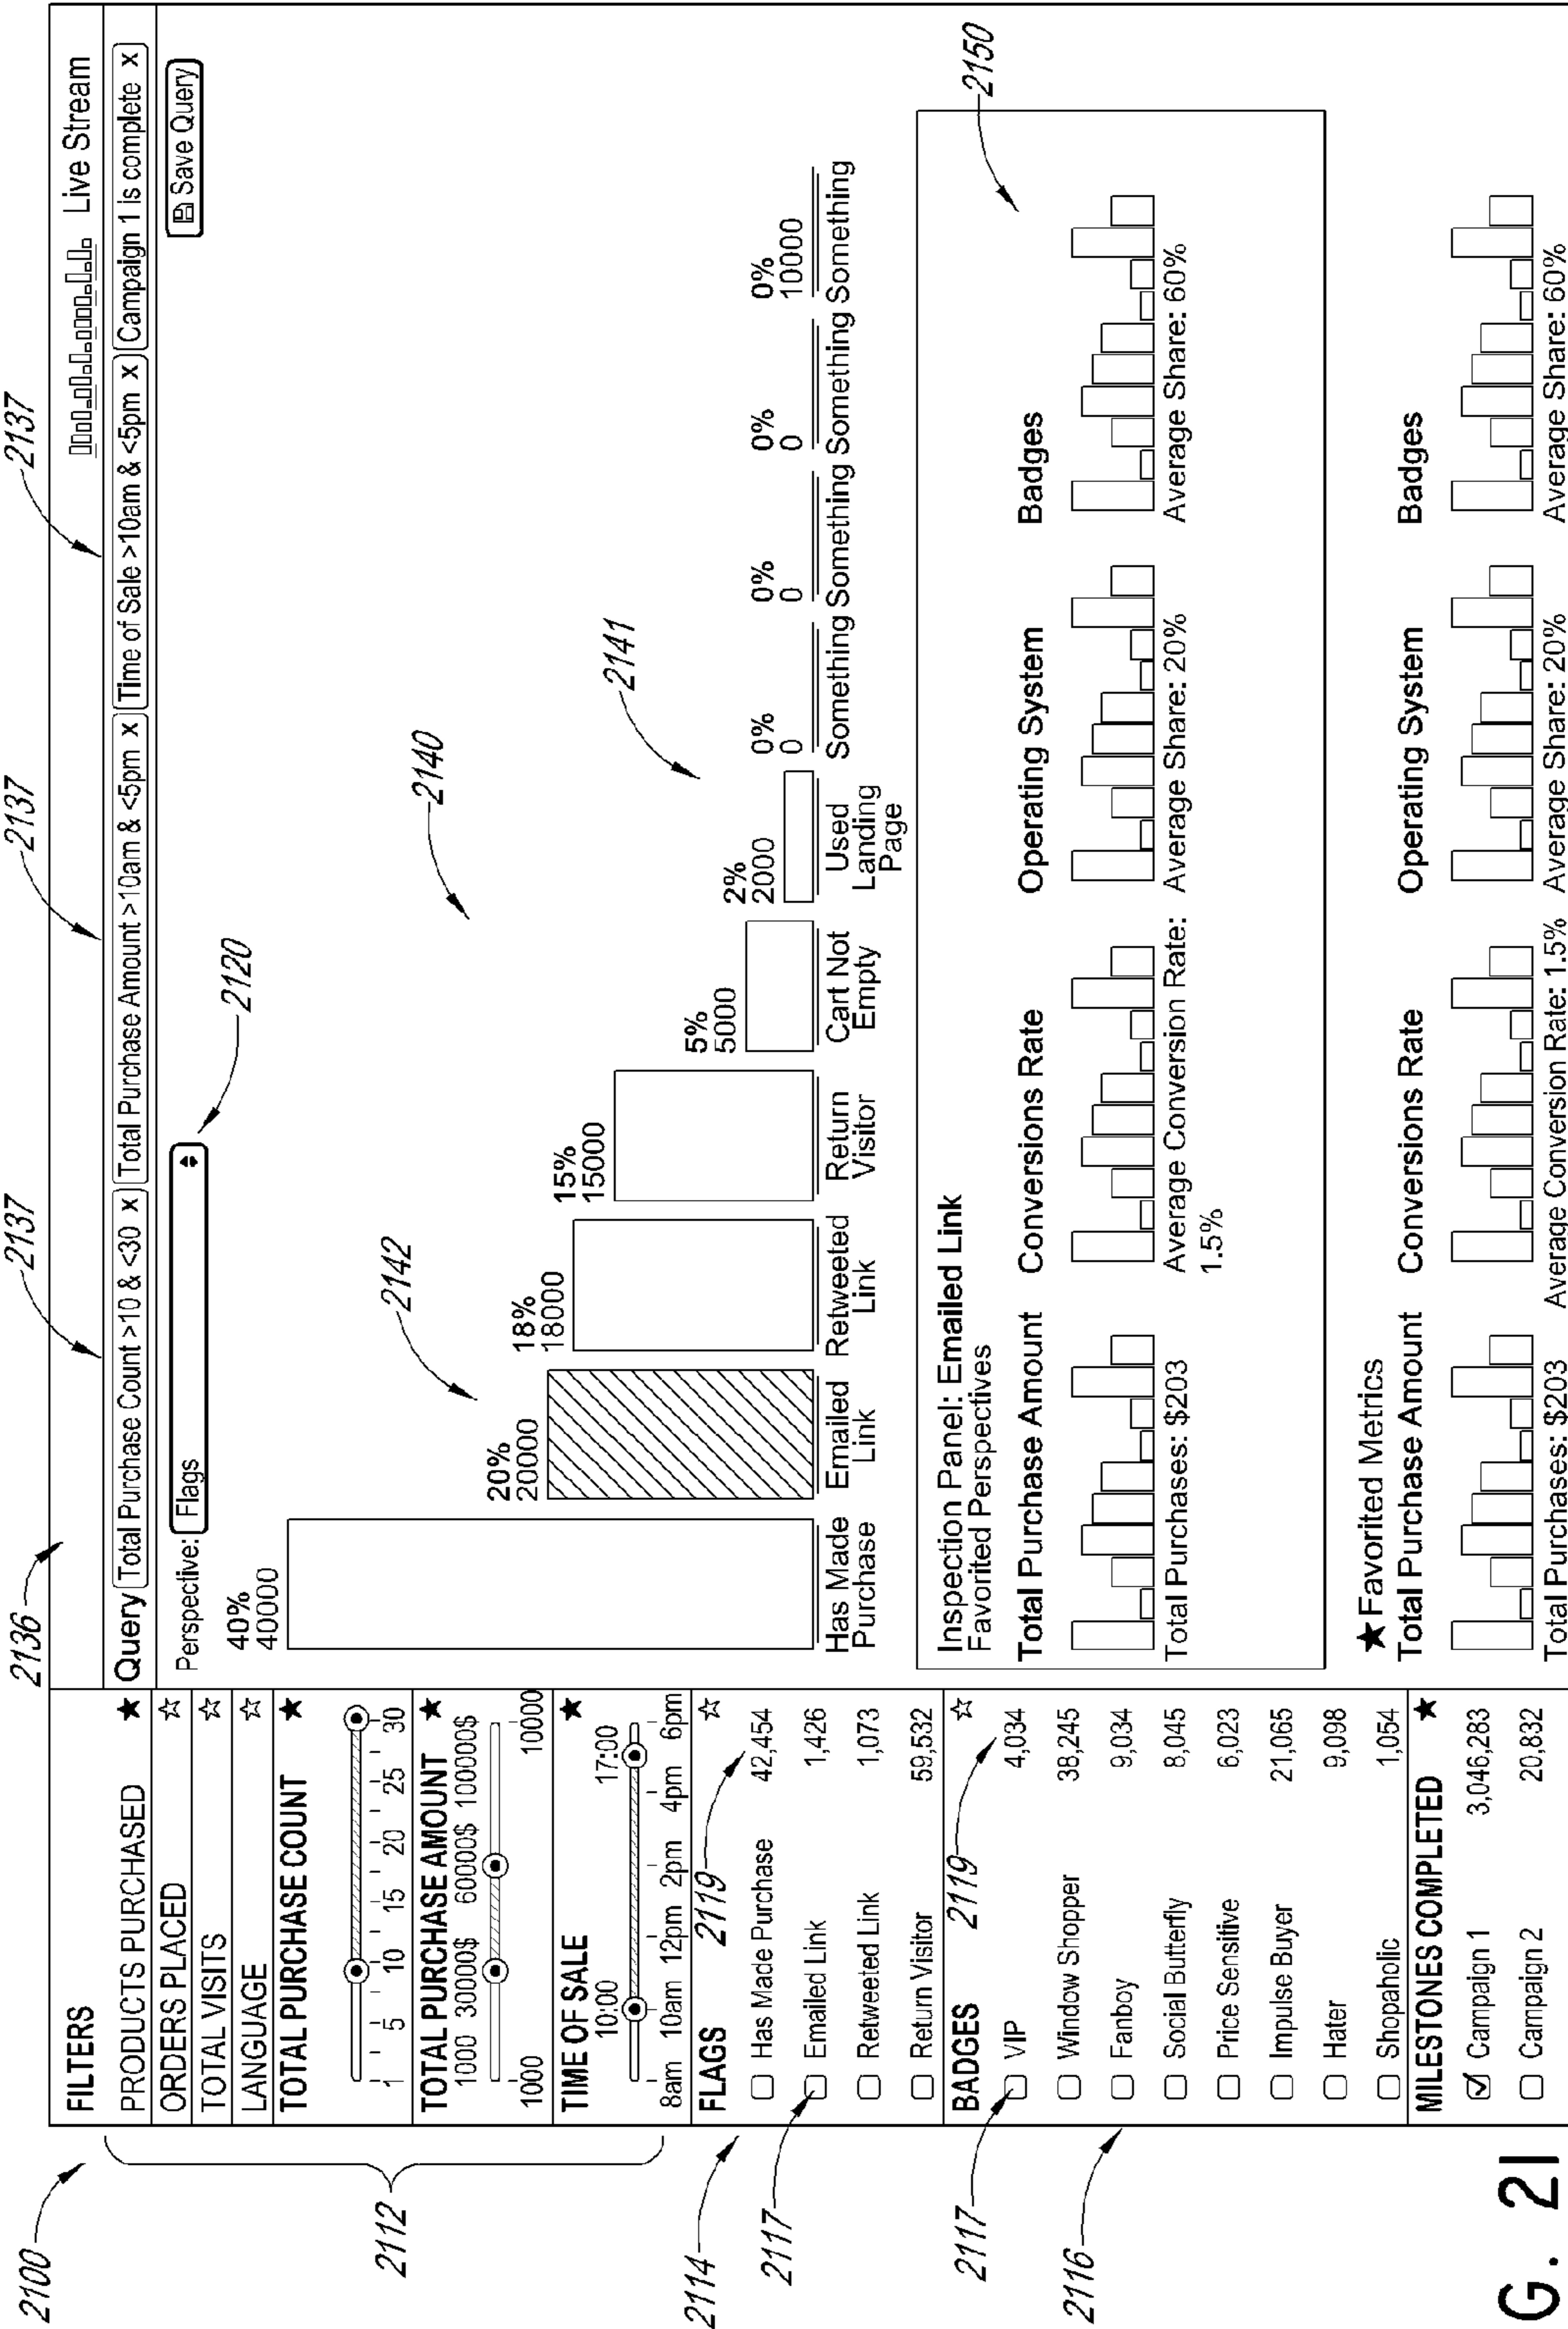 2100
2136
2137
2137
2137
FILTERS
Live Stream
PRODUCTS PURCHASED ★
Query Total Purchase Count >10 & <30 x Total Purchase Amount >10am & <5pm x Time of Sale >10am & <5pm x Campaign 1 is complete x
ORDERS PLACED ☆
TOTAL VISITS ☆
LANGUAGE ☆
Perspective: Flags
Save Query
2120
2112
TOTAL PURCHASE COUNT ★
1 5 10 15 20 25 30
TOTAL PURCHASE AMOUNT ★
1000 30000$ 60000$ 100000$
1000 10000
TIME OF SALE ★
10:00 17:00
8am 10am 12pm 2pm 4pm 6pm
2114
FLAGS ☆
2119
Has Made Purchase 42,454
2117
Emailed Link 1,426
Retweeted Link 1,073
Return Visitor 59,532
BADGES ☆
2119
2117
VIP 4,034
2116
Window Shopper 38,245
Fanboy 9,034
Social Butterfly 8,045
Price Sensitive 6,023
Impulse Buyer 21,065
Hater 9,098
Shopaholic 1,054
MILESTONES COMPLETED ★
Campaign 1 3,046,283
Campaign 2 20,832
40%
40000
Has Made
Purchase
2142
20%
20000
Emailed
Link
18%
18000
Retweeted
Link
15%
15000
Return
Visitor
2140
5%
5000
Cart Not
Empty
2141
2%
2000
Used
Landing
Page
0%
0
Something
0%
0
Something
0%
0
Something
0%
10000
Something
Inspection Panel: Emailed Link
Favorited Perspectives
2150
Total Purchase Amount
Total Purchases: $203
Conversions Rate
Average Conversion Rate:
1.5%
Operating System
Average Share: 20%
Badges
Average Share: 60%
★ Favorited Metrics
Total Purchase Amount
Total Purchases: $203
Conversions Rate
Average Conversion Rate: 1.5%
Operating System
Average Share: 20%
Badges
Average Share: 60%
G. 21